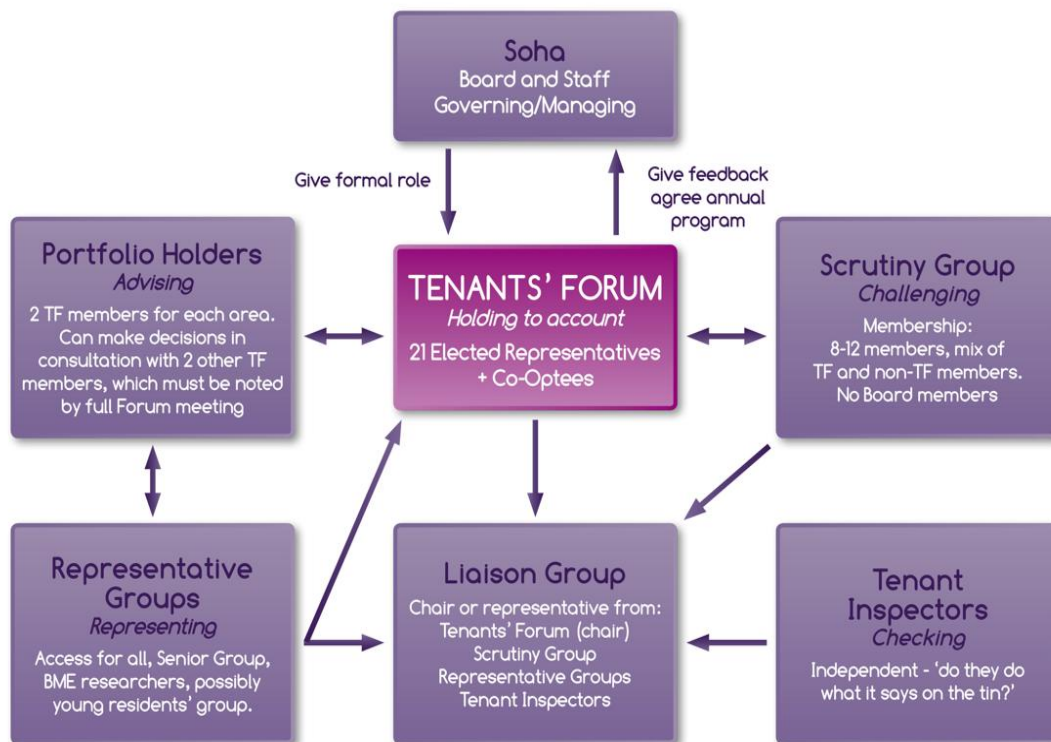 Soha
Board and Staff
Governing/Managing
Give formal role
Give feedback
agree annual
program
Portfolio Holders
Advising
2 TF members for each area.
Can make decisions in
consultation with 2 other TF
members, which must be noted
by full Forum meeting
TENANTS' FORUM
Holding to account
21 Elected Representatives
+ Co-Optees
Scrutiny Group
Challenging
Membership:
8-12 members, mix of
TF and non-TF members.
No Board members
Representative
Groups
Representing
Access for all, Senior Group,
BME researchers, possibly
young residents' group.
Liaison Group
Chair or representative from:
Tenants' Forum (chair)
Scrutiny Group
Representative Groups
Tenant Inspectors
Tenant
Inspectors
Checking
Independent - 'do they do
what it says on the tin?'